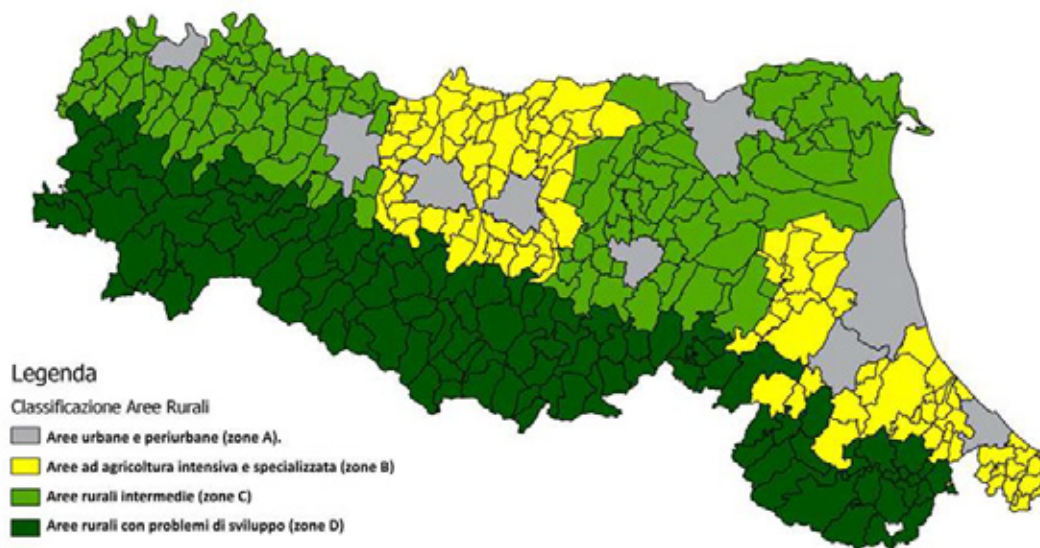 Legenda
Classificazione Aree Rurali
Aree urbane e periurbane (zone A).
Aree ad agricoltura intensiva e specializzata (zone B)
Aree rurali intermedie (zone C)
Aree rurali con problemi di sviluppo (zone D)